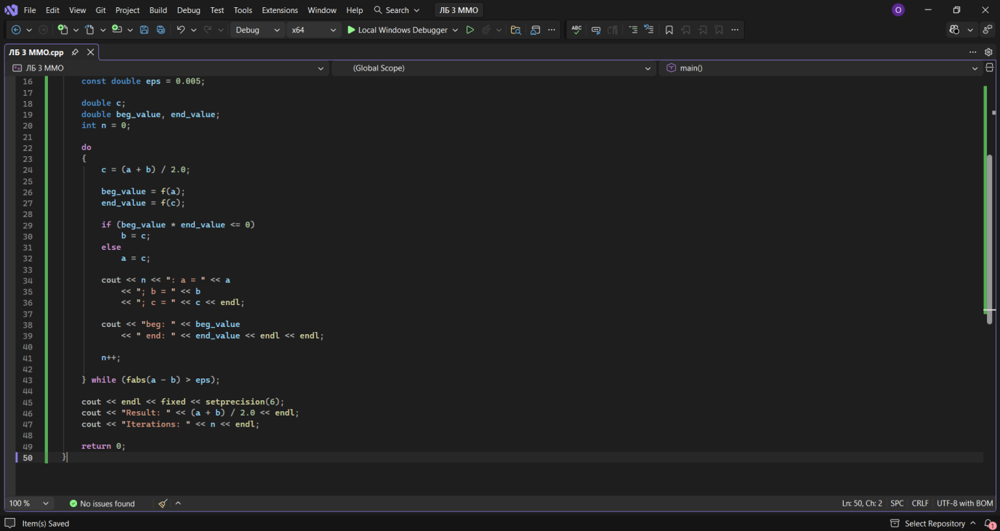 File Edit View Git Project Build Debug Test Tools Extensions Window Help Search ЛБ 3 ММО O
Debug x64 Local Windows Debugger ABC
ЛБ 3 ММО.cpp
ЛБ 3 ММО (Global Scope) main()
16 const double eps = 0.005;
17
18 double c;
19 double beg_value, end_value;
20 int n = 0;
21
22 do
23 {
24 c = (a + b) / 2.0;
25
26 beg_value = f(a);
27 end_value = f(c);
28
29 if (beg_value * end_value <= 0)
30 b = c;
31 else
32 a = c;
33
34 cout << n << ": a = " << a
35 << "; b = " << b
36 << "; c = " << c << endl;
37
38 cout << "beg: " << beg_value
39 << " end: " << end_value << endl << endl;
40
41 n++;
42
43 } while (fabs(a - b) > eps);
44
45 cout << endl << fixed << setprecision(6);
46 cout << "Result: " << (a + b) / 2.0 << endl;
47 cout << "Iterations: " << n << endl;
48
49 return 0;
50 }
100 % No issues found Ln: 50, Ch: 2 SPC CRLF UTF-8 with BOM
Item(s) Saved Select Repository 1